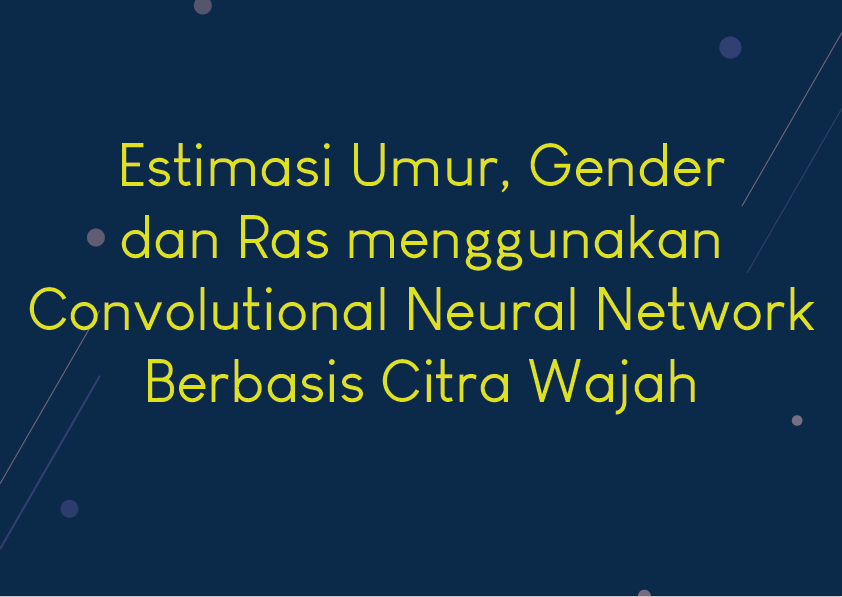 Estimasi Umur, Gender
dan Ras menggunakan
Convolutional Neural Network
Berbasis Citra Wajah